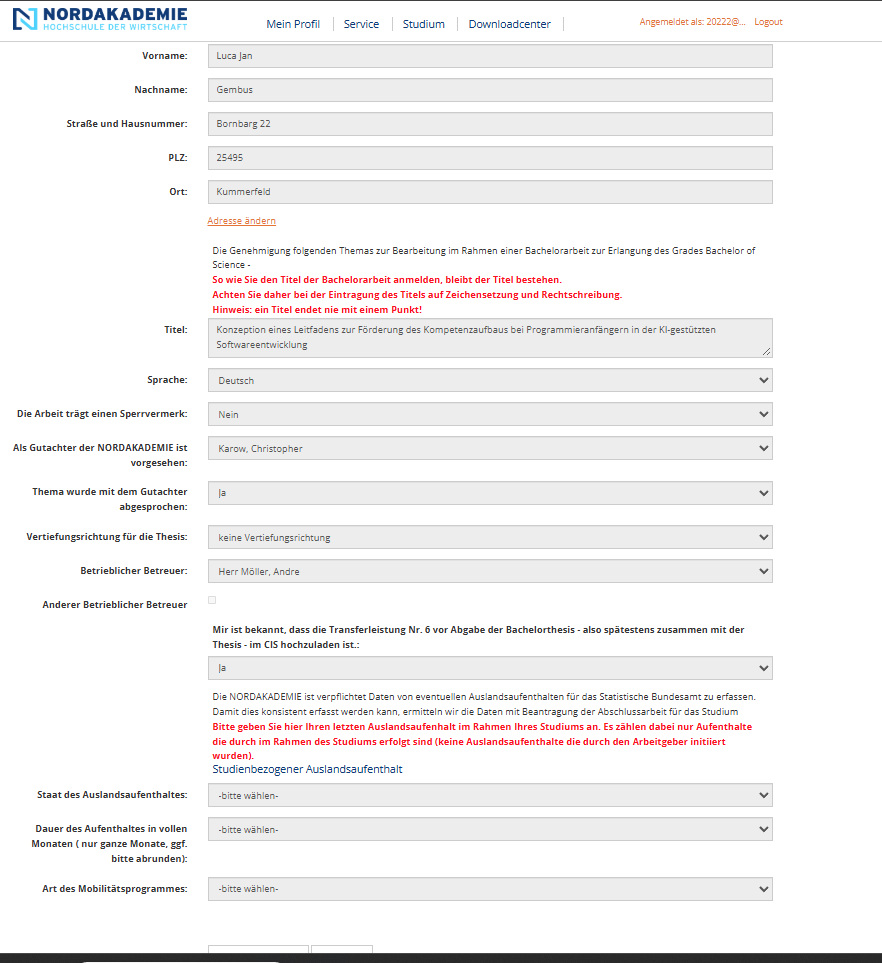 NORDAKADEMIE
HOCHSCHULE DER WIRTSCHAFT
Mein Profil
Service
Studium
Downloadcenter
Angemeldet als: 20222@... Logout
Vorname: Luca Jan
Nachname: Gembus
Straße und Hausnummer: Bornbarg 22
PLZ: 25495
Ort: Kummerfeld
Adresse ändern
Die Genehmigung folgenden Themas zur Bearbeitung im Rahmen einer Bachelorarbeit zur Erlangung des Grades Bachelor of
Science -
So wie Sie den Titel der Bachelorarbeit anmelden, bleibt der Titel bestehen.
Achten Sie daher bei der Eintragung des Titels auf Zeichensetzung und Rechtschreibung.
Hinweis: ein Titel endet nie mit einem Punkt!
Titel: Konzeption eines Leitfadens zur Förderung des Kompetenzaufbaus bei Programmieranfängern in der KI-gestützten
Softwareentwicklung
Sprache: Deutsch
Die Arbeit trägt einen Sperrvermerk: Nein
Als Gutachter der NORDAKADEMIE ist
vorgesehen:
Karow, Christopher
Thema wurde mit dem Gutachter
abgesprochen:
Ja
Vertiefungsrichtung für die Thesis: keine Vertiefungsrichtung
Betrieblicher Betreuer: Herr Möller, Andre
Anderer Betrieblicher Betreuer
Mir ist bekannt, dass die Transferleistung Nr. 6 vor Abgabe der Bachelorthesis - also spätestens zusammen mit der
Thesis - im CIS hochzuladen ist.:
Ja
Die NORDAKADEMIE ist verpflichtet Daten von eventuellen Auslandsaufenthalten für das Statistische Bundesamt zu erfassen.
Damit dies konsistent erfasst werden kann, ermitteln wir die Daten mit Beantragung der Abschlussarbeit für das Studium
Bitte geben Sie hier Ihren letzten Auslandsaufenhalt im Rahmen Ihres Studiums an. Es zählen dabei nur Aufenthalte
die durch im Rahmen des Studiums erfolgt sind (keine Auslandsaufenthalte die durch den Arbeitgeber initiiert
wurden).
Studienbezogener Auslandsaufenthalt
Staat des Auslandsaufenthaltes: -bitte wählen-
Dauer des Aufenthaltes in vollen
Monaten ( nur ganze Monate, ggf.
bitte abrunden):
-bitte wählen-
Art des Mobilitätsprogrammes: -bitte wählen-